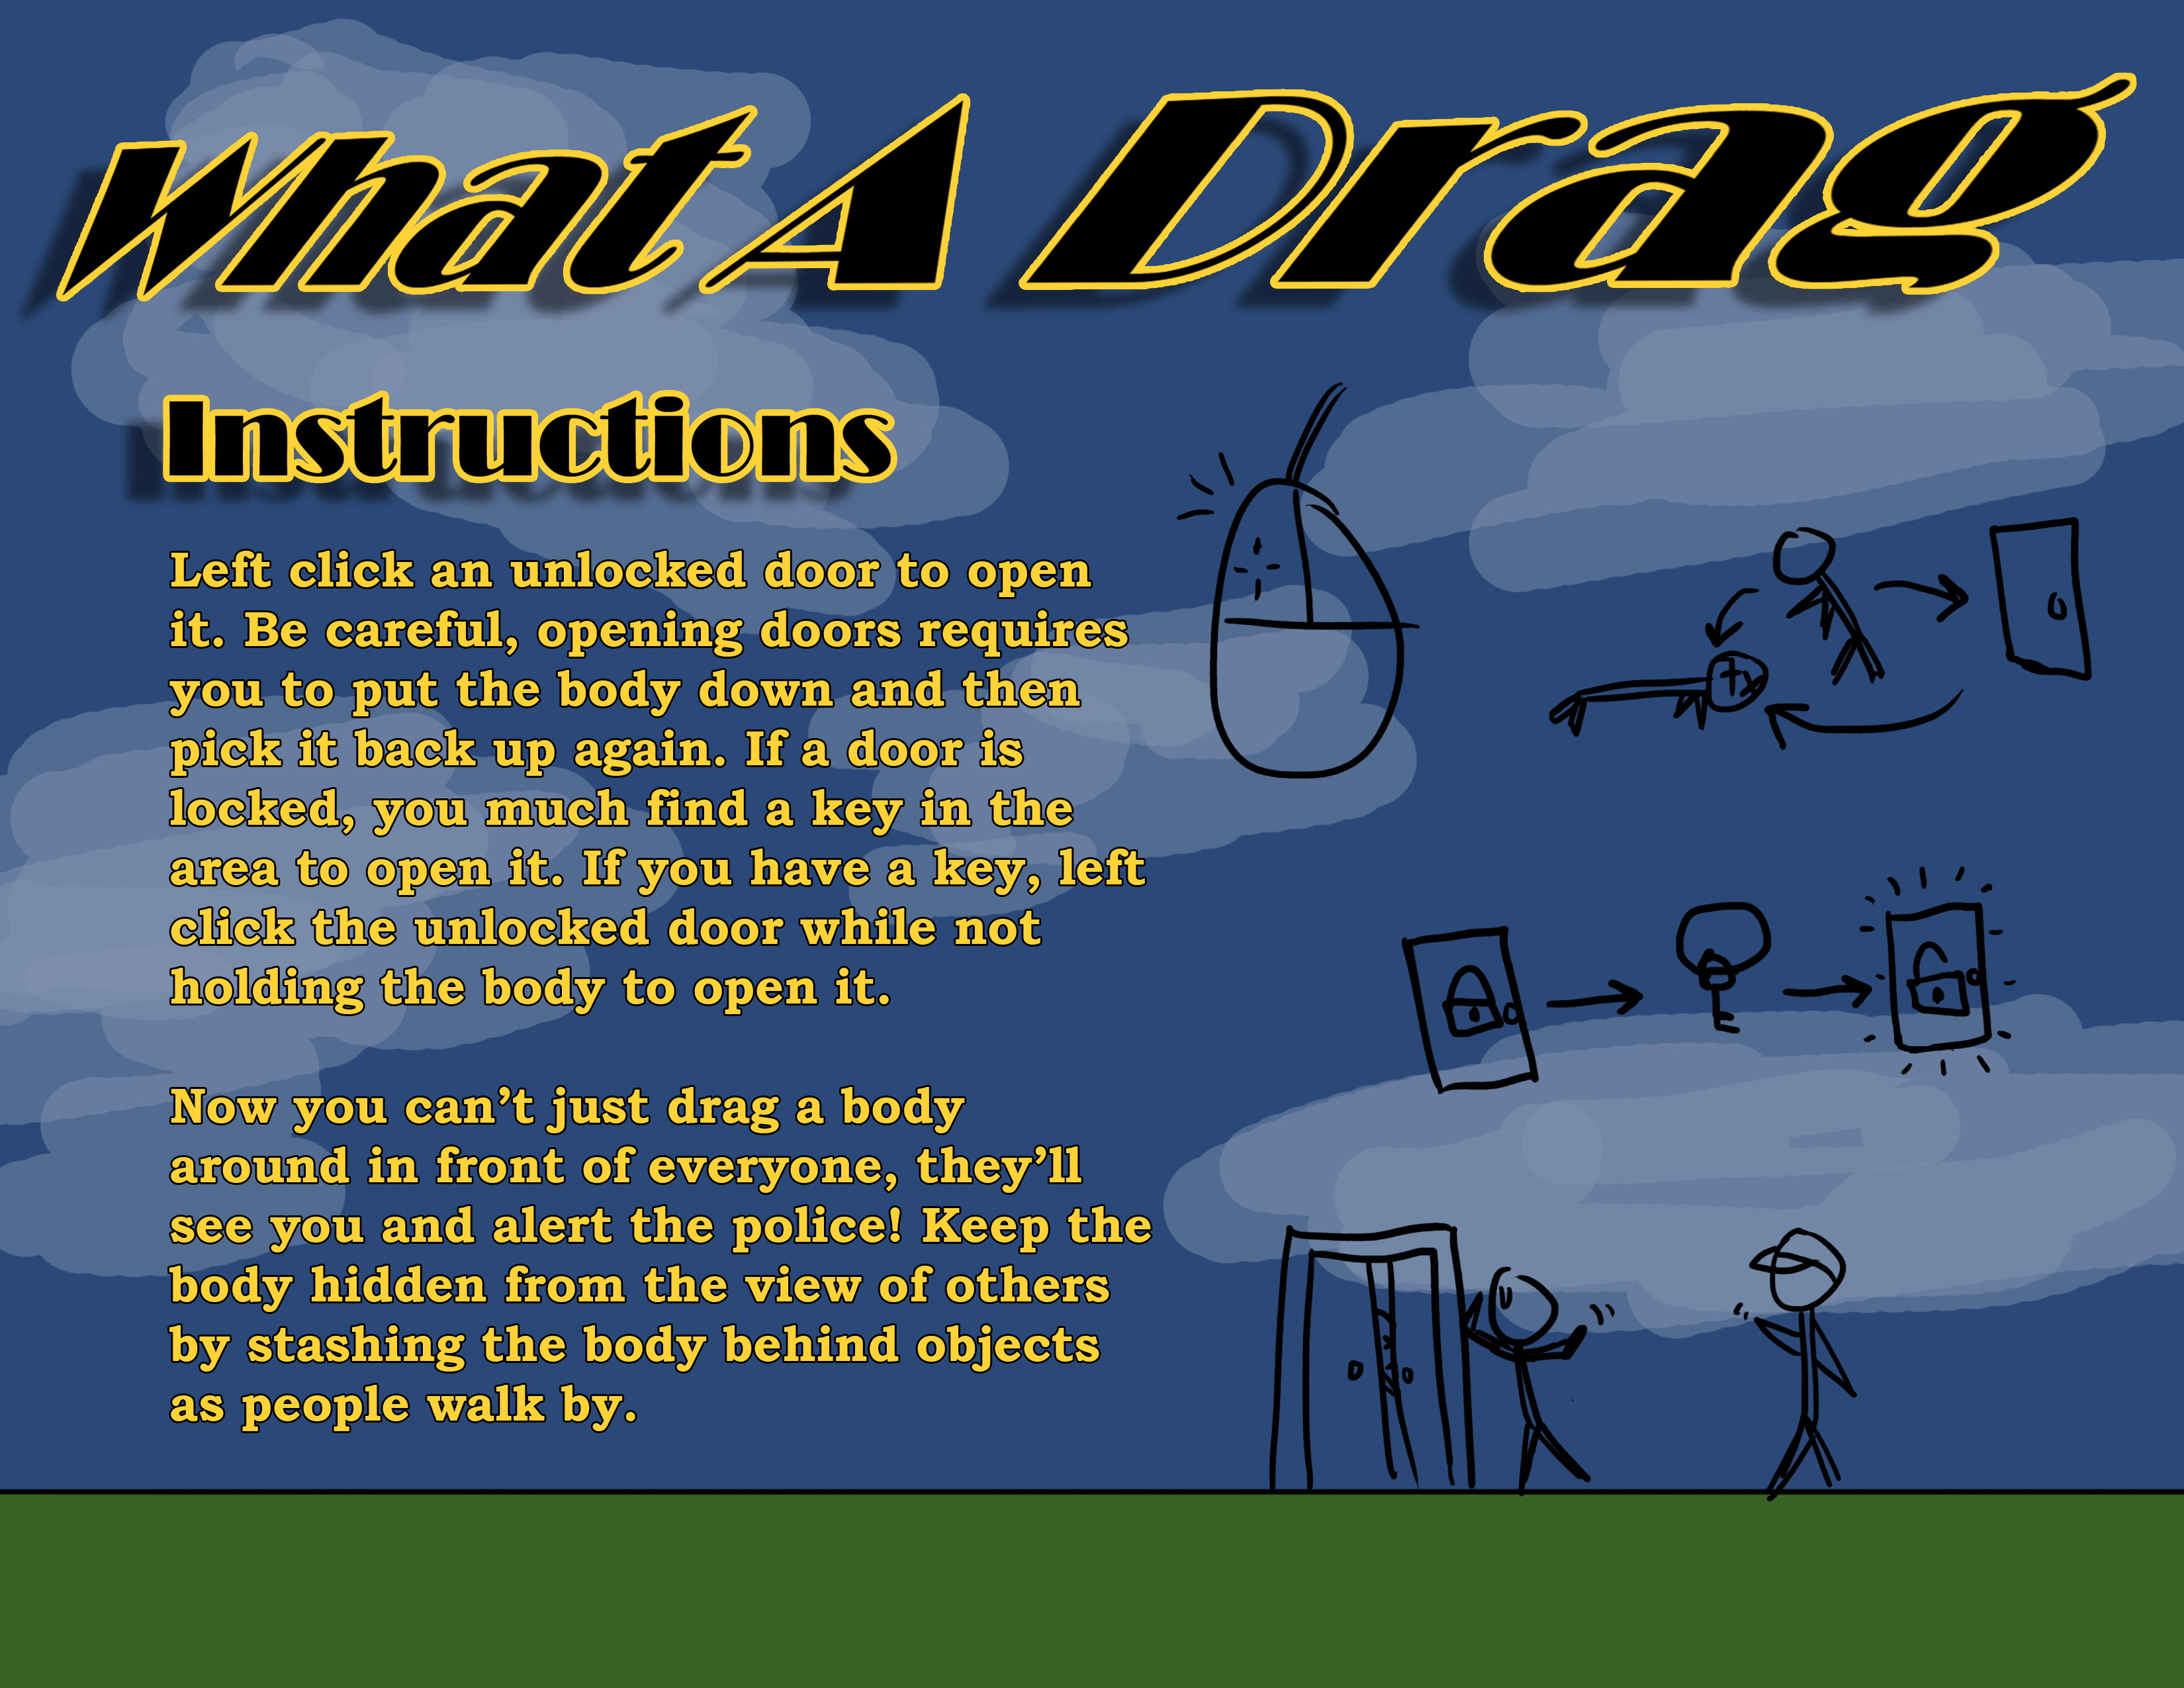 What A Drag
Instructions
Left click an unlocked door to open
it. Be careful, opening doors requires
you to put the body down and then
pick it back up again. If a door is
locked, you much find a key in the
area to open it. If you have a key, left
click the unlocked door while not
holding the body to open it.
Now you can’t just drag a body
around in front of everyone, they’ll
see you and alert the police! Keep the
body hidden from the view of others
by stashing the body behind objects
as people walk by.